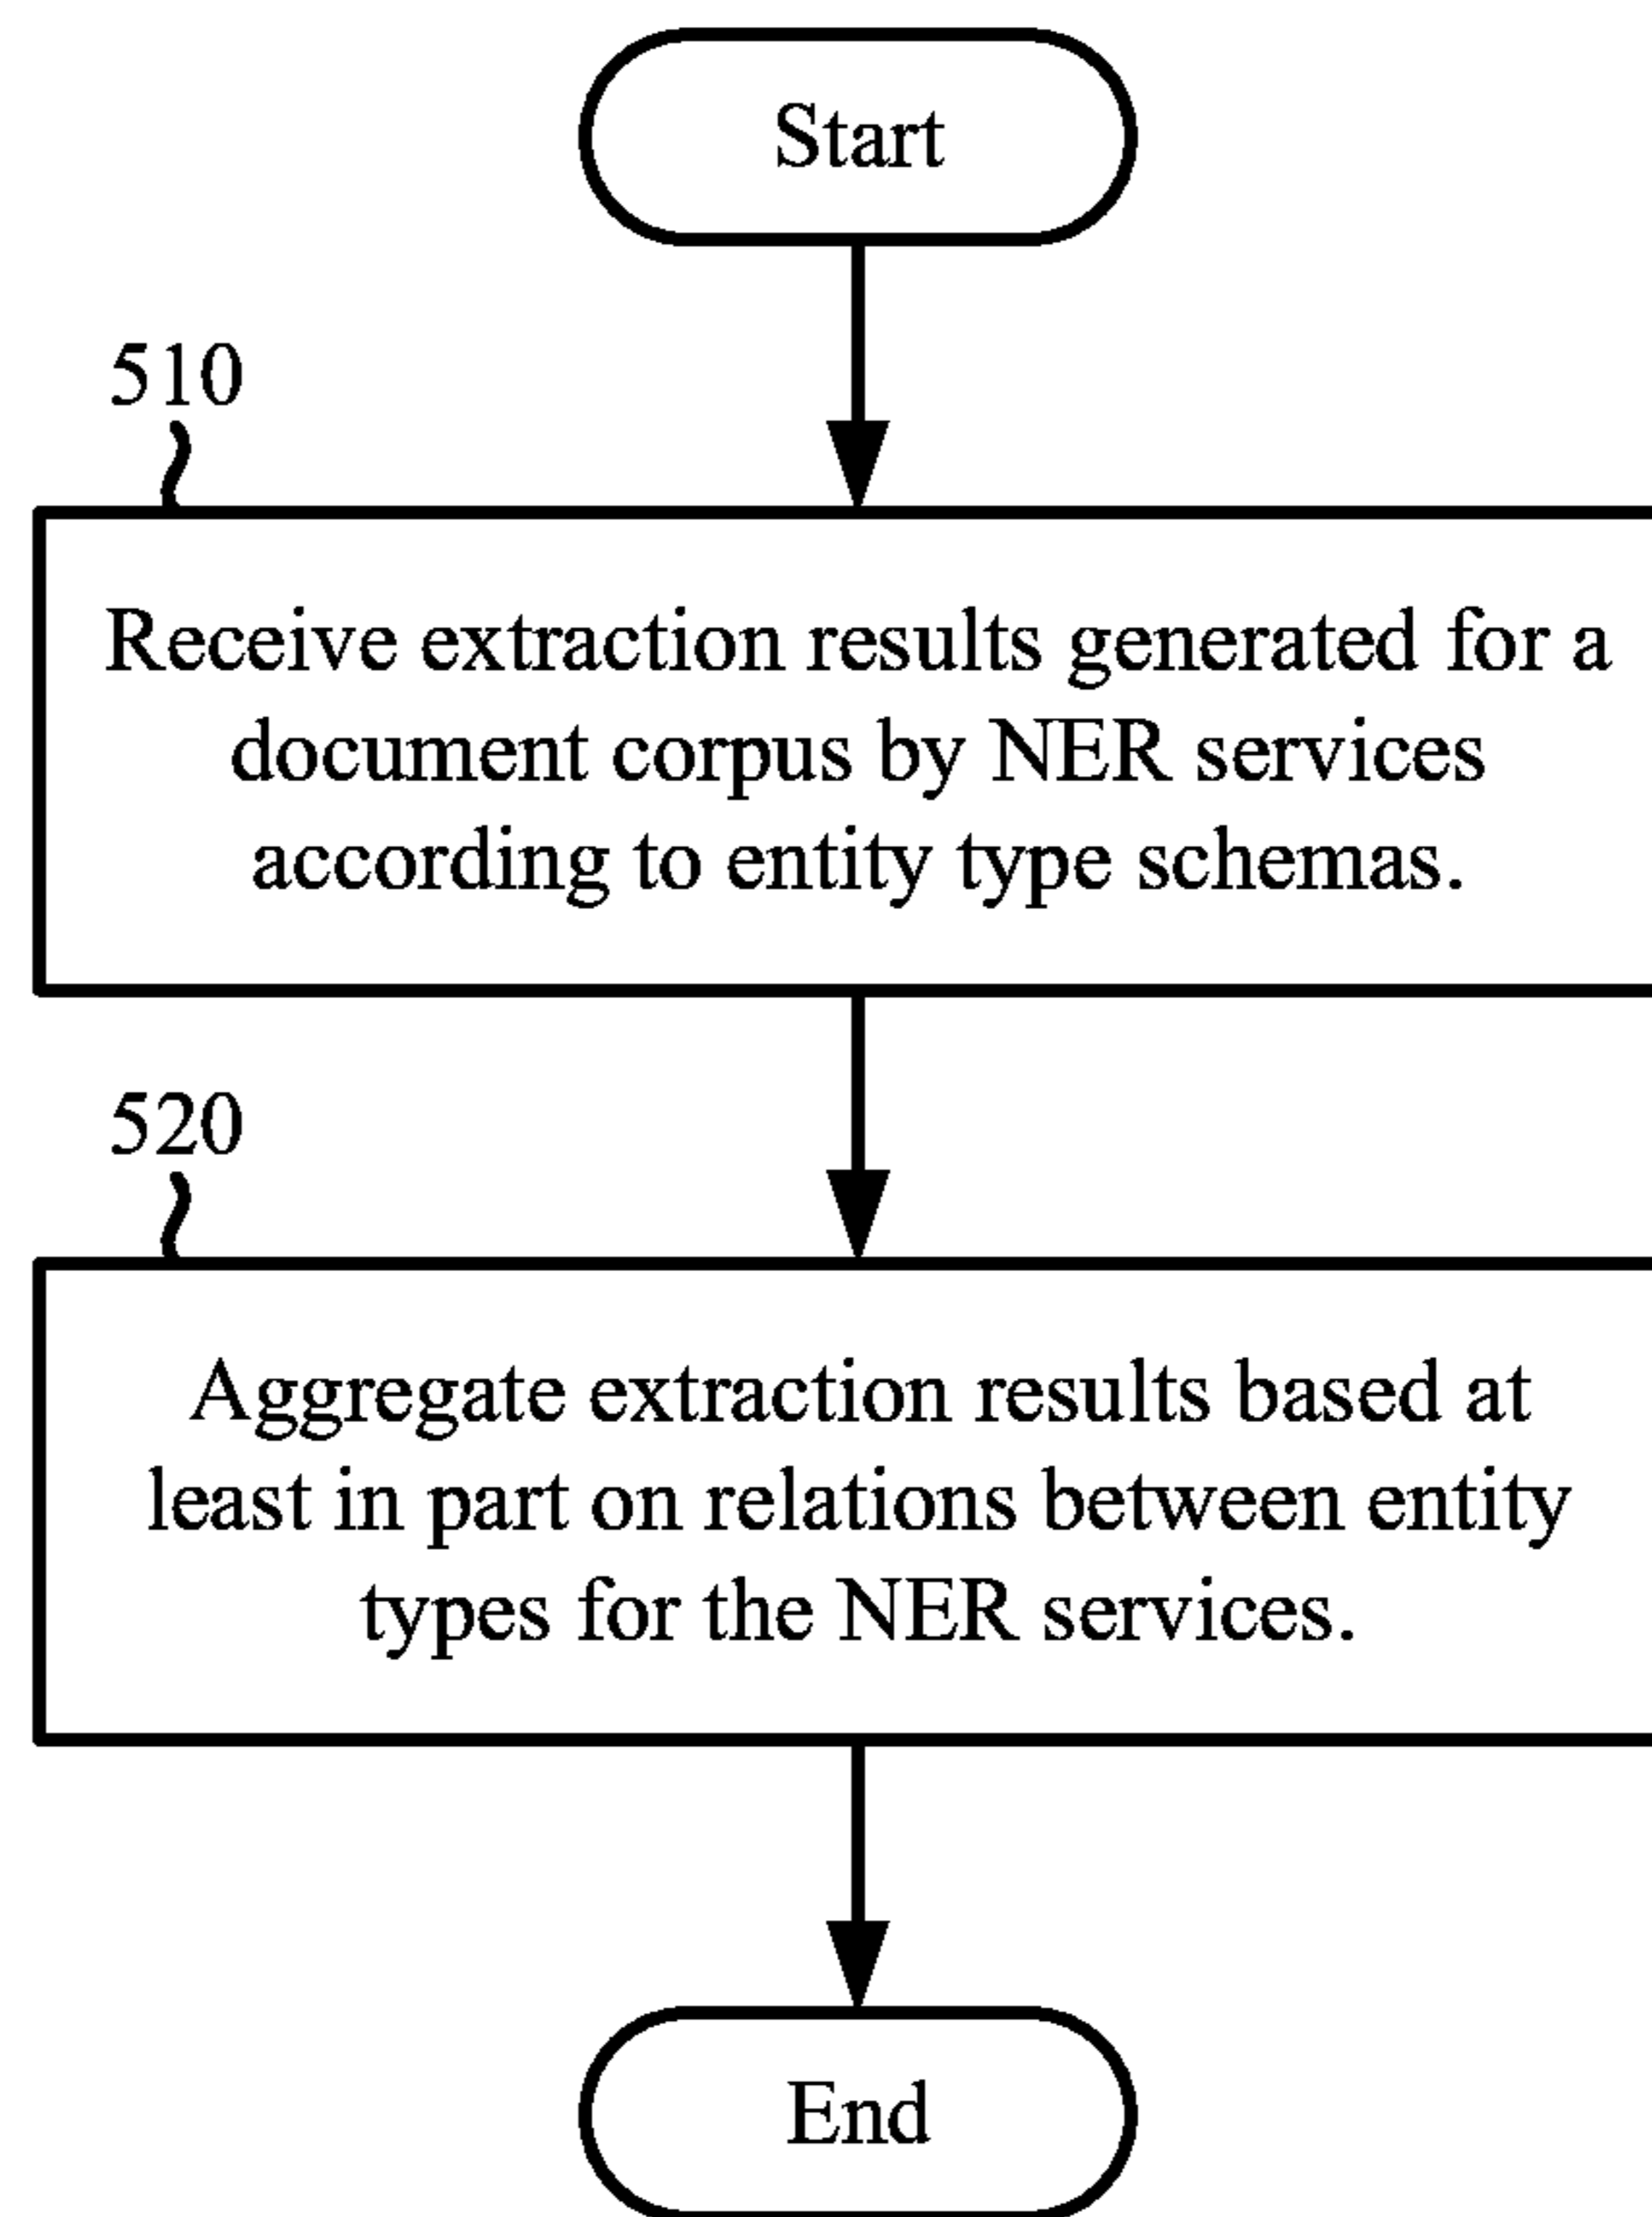 Start
510
Receive extraction results generated for a
document corpus by NER services
according to entity type schemas.
520
Aggregate extraction results based at
least in part on relations between entity
types for the NER services.
End